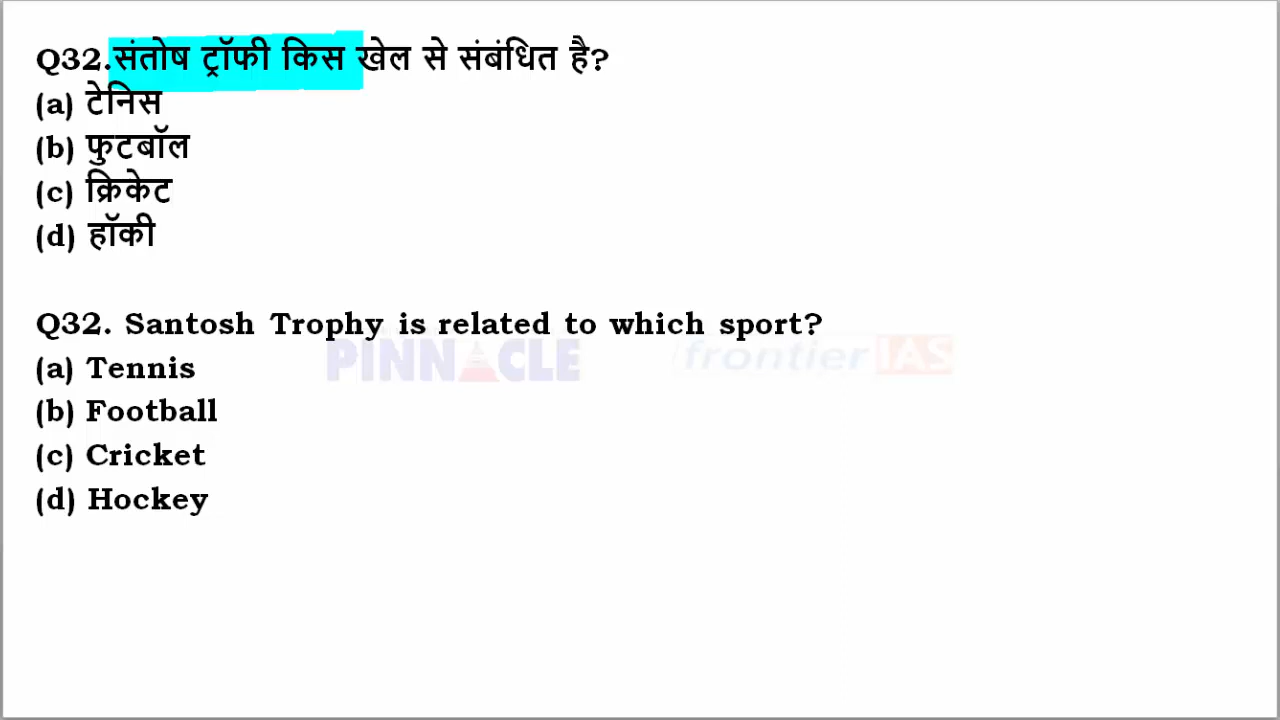 Q32.संतोष ट्रॉफी किस खेल से संबंधित है?
(a) टेनिस
(b) फुटबॉल
(c) क्रिकेट
(d) हॉकी
Q32. Santosh Trophy is related to which sport?
PINNACLE frontier IAS
(a) Tennis
(b) Football
(c) Cricket
(d) Hockey